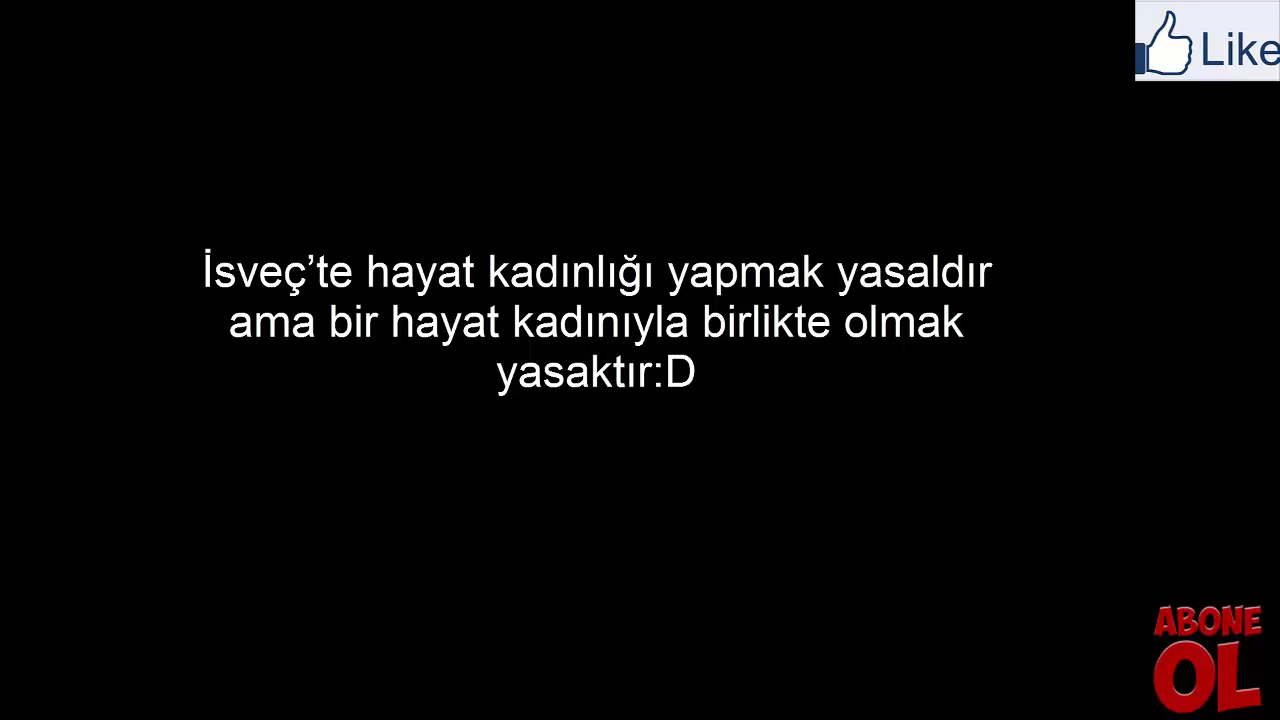 Like
İsveç’te hayat kadınlığı yapmak yasaldır
ama bir hayat kadınıyla birlikte olmak
yasaktır:D
ABONE
OL